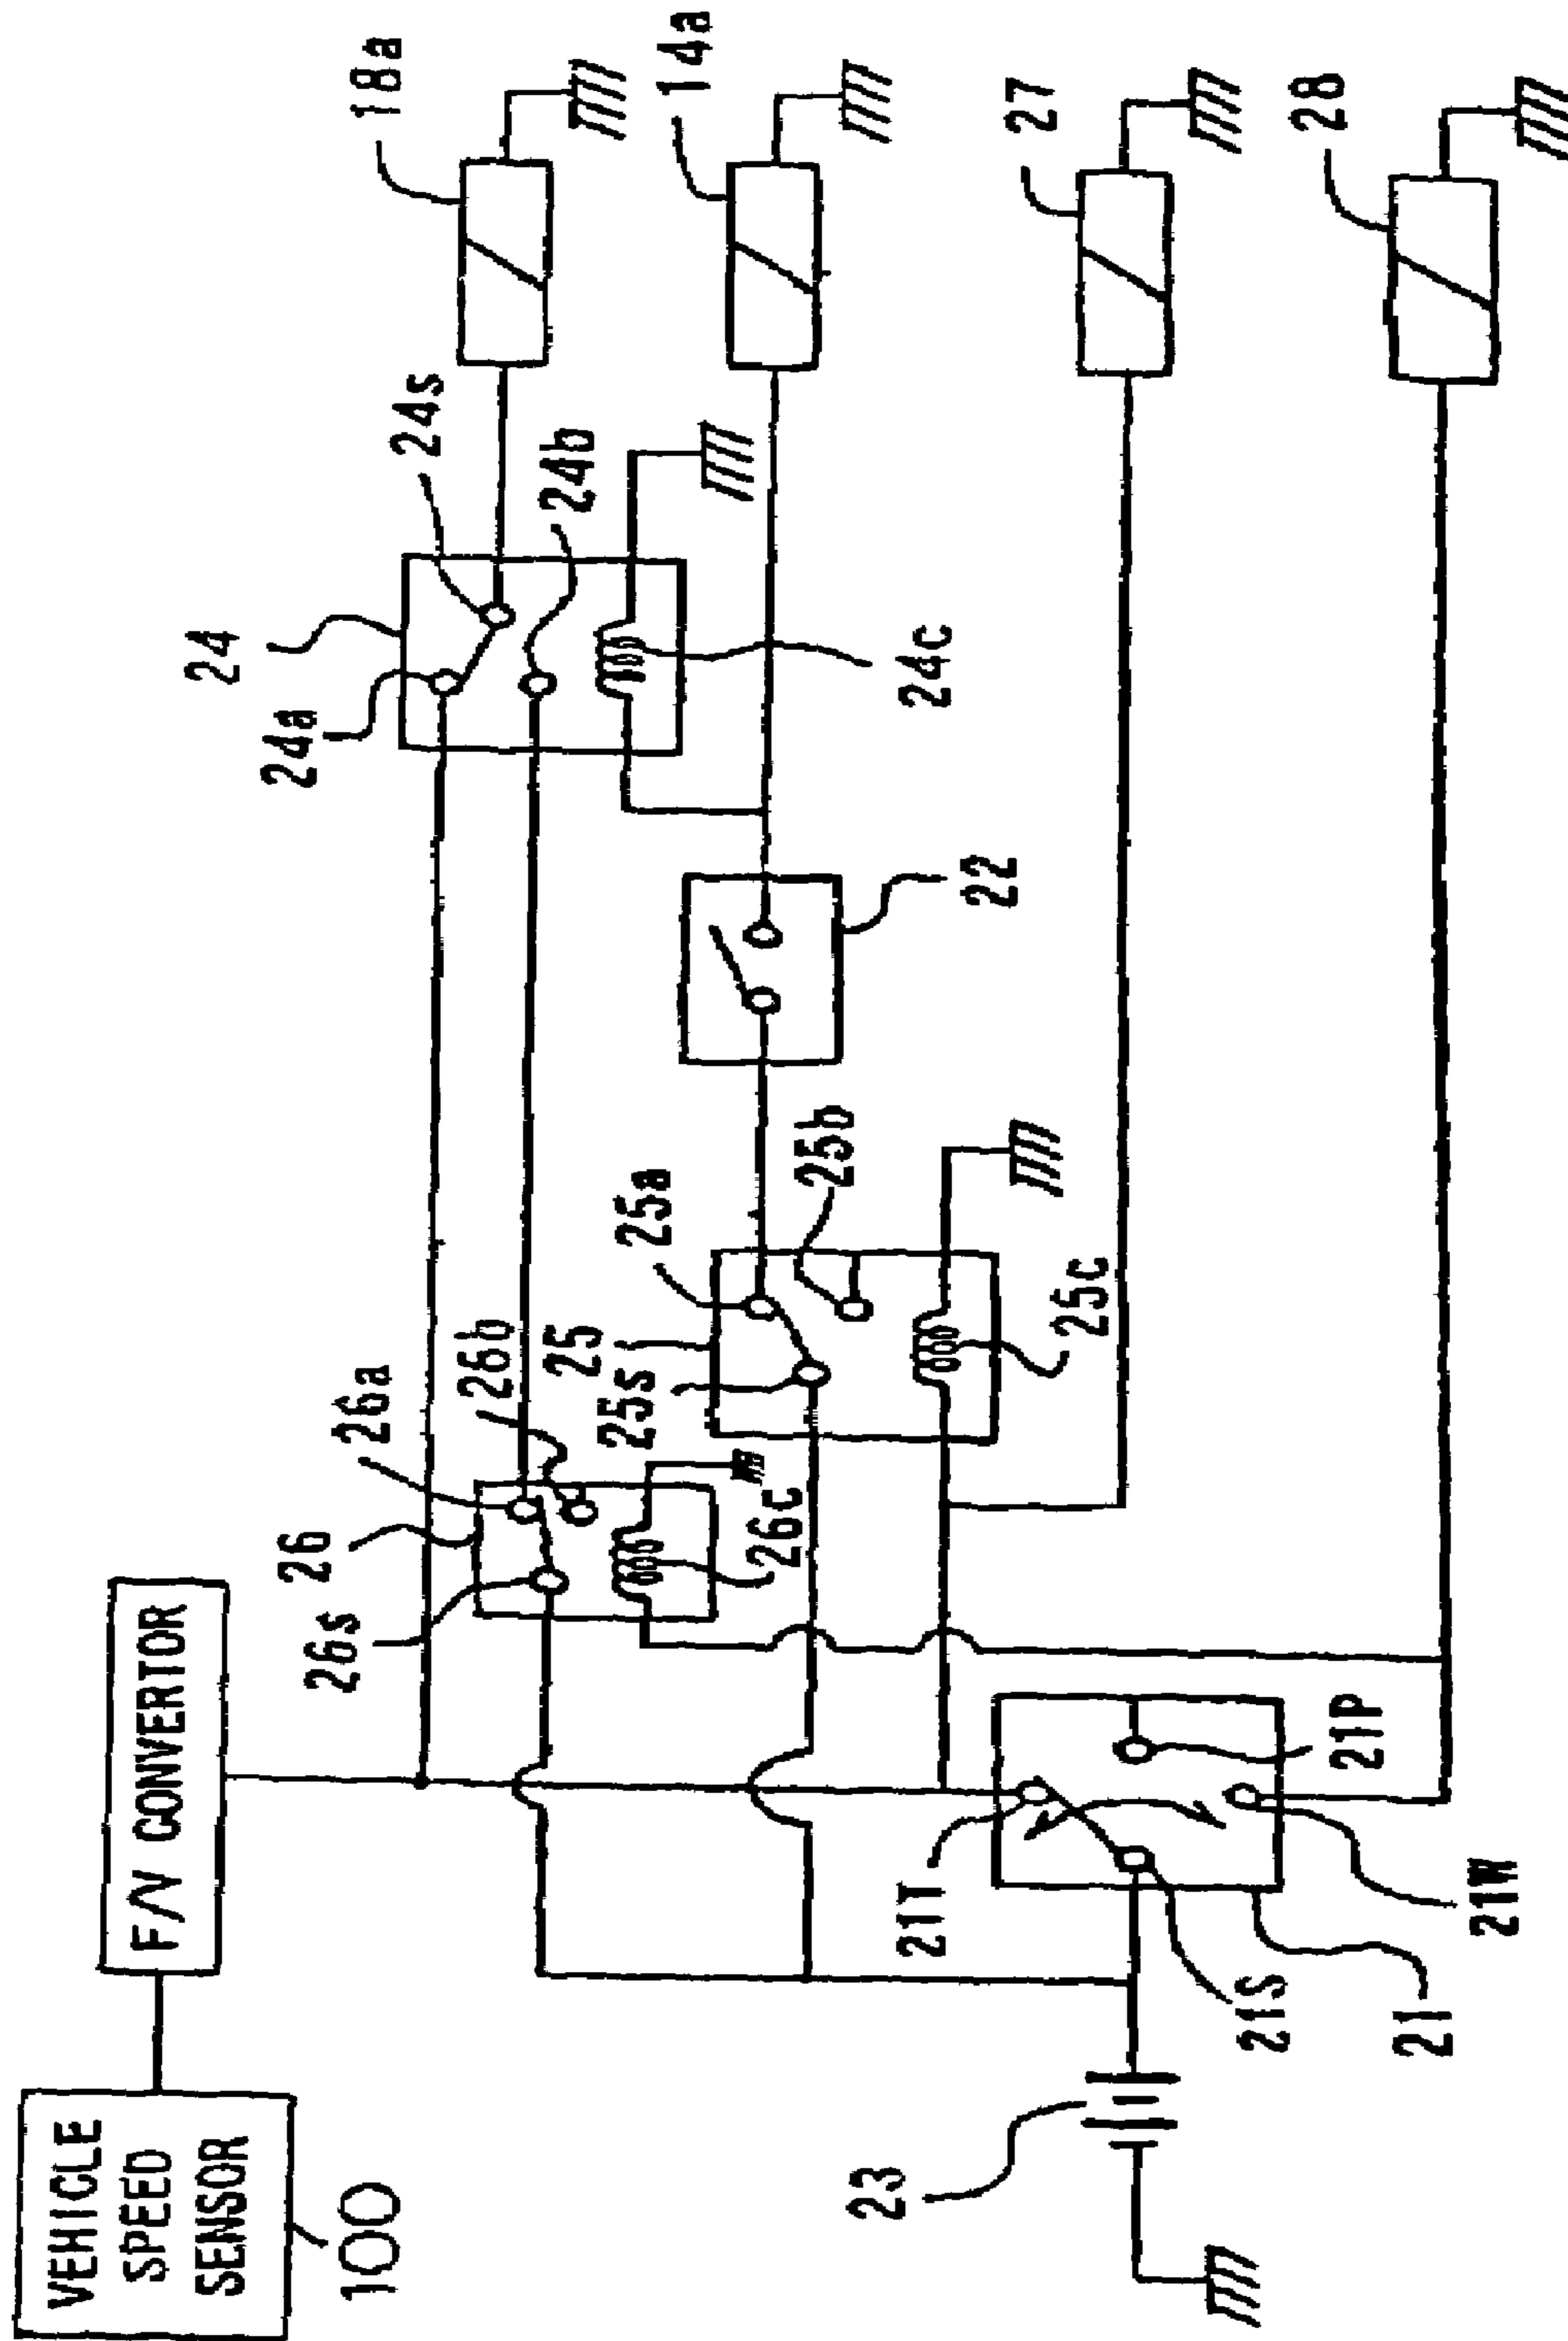 VEHICLE
SPEED
SENSOR
100
F/V CONVERTOR
26s
26
26a
26b
25
25s
26c
25a
25b
25c
22
24a
24
24s
24b
24c
18a
14a
27
28
23
21T
21S
21
21W
21P